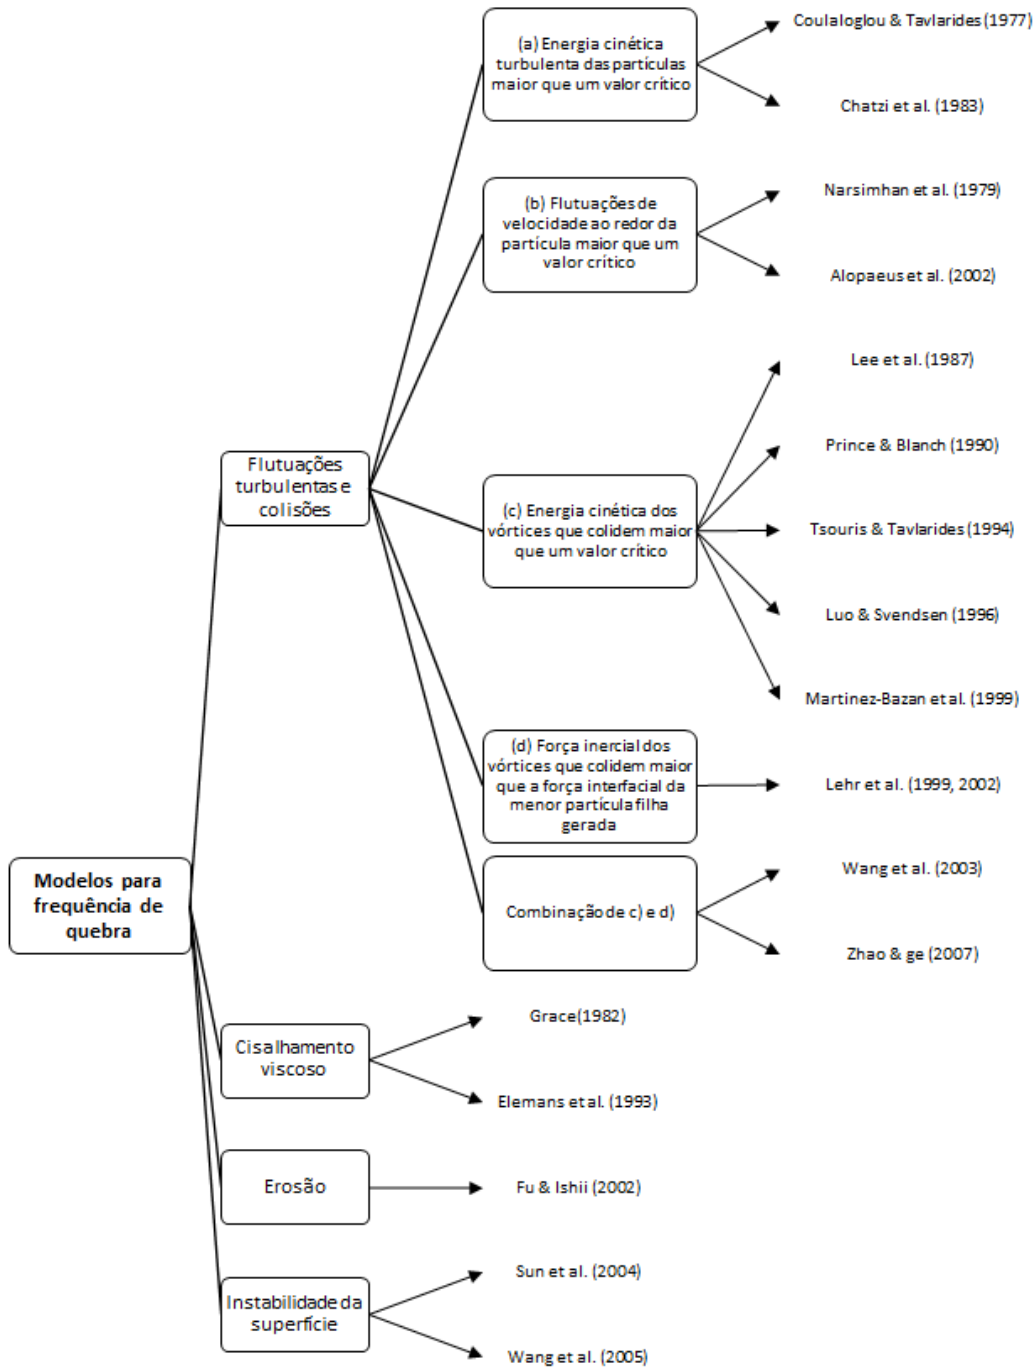 Coulaloglou & Tavlarides (1977)
(a) Energia cinética
turbulenta das partículas
maior que um valor crítico
Chatzi et al. (1983)
Narsimhan et al. (1979)
(b) Flutuações de
velocidade ao redor da
partícula maior que um
valor crítico
Alopaeus et al. (2002)
Lee et al. (1987)
Prince & Blanch (1990)
Flutuações
turbulentas e
colisões
(c) Energia cinética dos
vórtices que colidem maior
que um valor crítico
Tsouris & Tavlarides (1994)
Luo & Svendsen (1996)
Martinez-Bazan et al. (1999)
(d) Força inercial dos
vórtices que colidem maior
que a força interfacial da
menor partícula filha
gerada
Lehr et al. (1999, 2002)
Modelos para
frequência de
quebra
Wang et al. (2003)
Combinação de c) e d)
Zhao & ge (2007)
Grace(1982)
Cisalhamento
viscoso
Elemans et al. (1993)
Erosão
Fu & Ishii (2002)
Sun et al. (2004)
Instabilidade da
superfície
Wang et al. (2005)